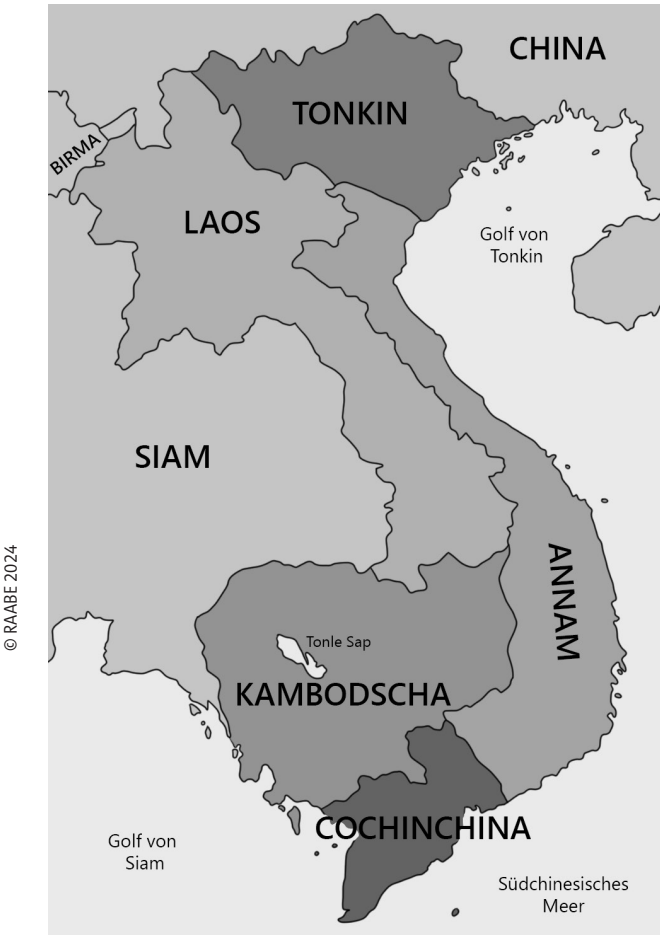 CHINA
TONKIN
BIRMA
LAOS
Golf von
Tonkin
SIAM
ANNAM
© RAABE 2024
Tonle Sap
KAMBODSCHA
COCHINCHINA
Golf von
Siam
Südchinesisches
Meer